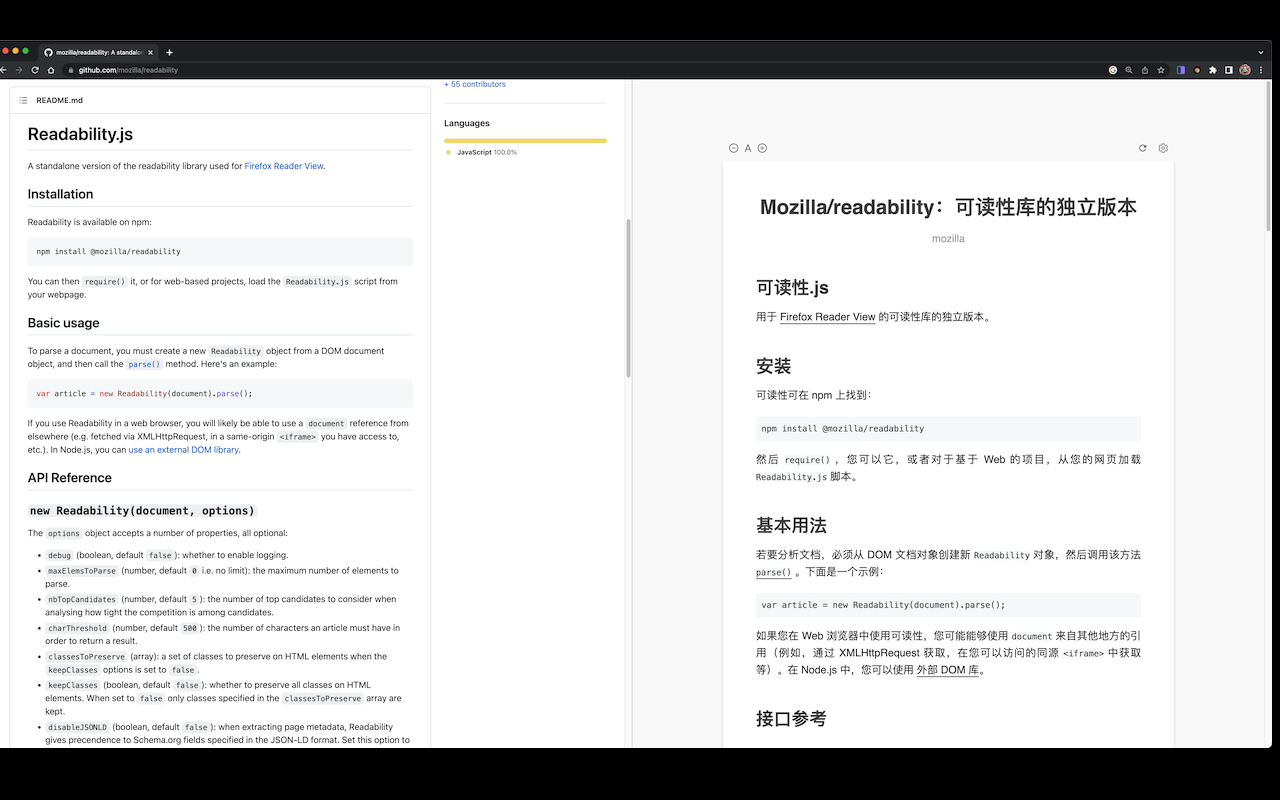 mozilla/readability: A standalo
github.com/mozilla/readability
README.md
Readability.js
A standalone version of the readability library used for Firefox Reader View.
Installation
Readability is available on npm:
npm install @mozilla/readability
You can then require() it, or for web-based projects, load the Readability.js script from
your webpage.
Basic usage
To parse a document, you must create a new Readability object from a DOM document
object, and then call the parse() method. Here's an example:
var article = new Readability(document).parse();
If you use Readability in a web browser, you will likely be able to use a document reference from
elsewhere (e.g. fetched via XMLHttpRequest, in a same-origin <iframe> you have access to,
etc.). In Node.js, you can use an external DOM library.
API Reference
new Readability(document, options)
The options object accepts a number of properties, all optional:
• debug (boolean, default false ): whether to enable logging.
• maxElemsToParse (number, default 0 i.e. no limit): the maximum number of elements to
parse.
• nbTopCandidates (number, default 5 ): the number of top candidates to consider when
analysing how tight the competition is among candidates.
• charThreshold (number, default 500 ): the number of characters an article must have in
order to return a result.
• classesToPreserve (array): a set of classes to preserve on HTML elements when the
keepClasses options is set to false .
• keepClasses (boolean, default false ): whether to preserve all classes on HTML
elements. When set to false only classes specified in the classesToPreserve array are
kept.
• disableJSONLD (boolean, default false ): when extracting page metadata, Readability
gives precendence to Schema.org fields specified in the JSON-LD format. Set this option to
+ 55 contributors
Languages
JavaScript 100.0%
A
Mozilla/readability：可读性库的独立版本
mozilla
可读性.js
用于 Firefox Reader View 的可读性库的独立版本。
安装
可读性可在 npm 上找到：
npm install @mozilla/readability
然后 require() ，您可以它，或者对于基于 Web 的项目，从您的网页加载
Readability.js 脚本。
基本用法
若要分析文档，必须从 DOM 文档对象创建新 Readability 对象，然后调用该方法
parse() 。下面是一个示例：
var article = new Readability(document).parse();
如果您在 Web 浏览器中使用可读性，您可能能够使用 document 来自其他地方的引
用（例如，通过 XMLHttpRequest 获取，在您可以访问的同源 <iframe> 中获取
等）。在 Node.js 中，您可以使用 外部 DOM 库。
接口参考